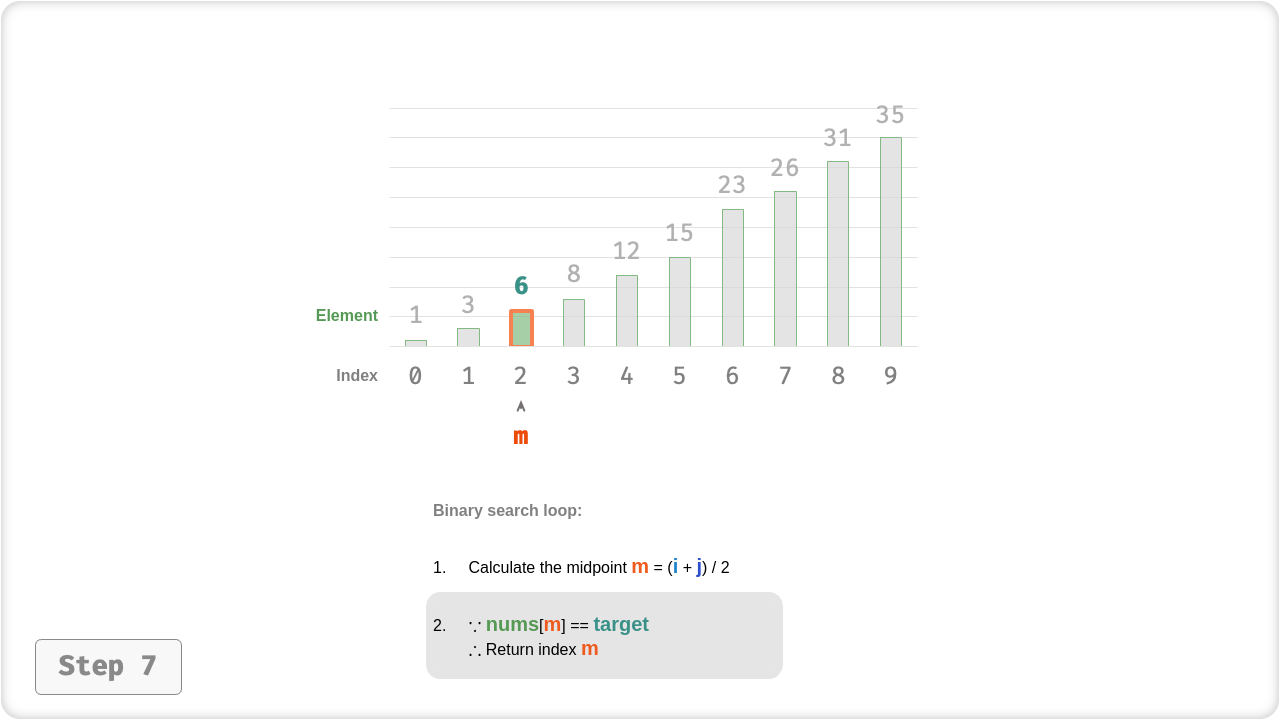 35
31
26
23
15
12
8
6
3
1
Element
Index 0 1 2 3 4 5 6 7 8 9
m
Binary search loop:
1. Calculate the midpoint m = (i + j) / 2
2. ∵ nums[m] == target
∴ Return index m
Step 7